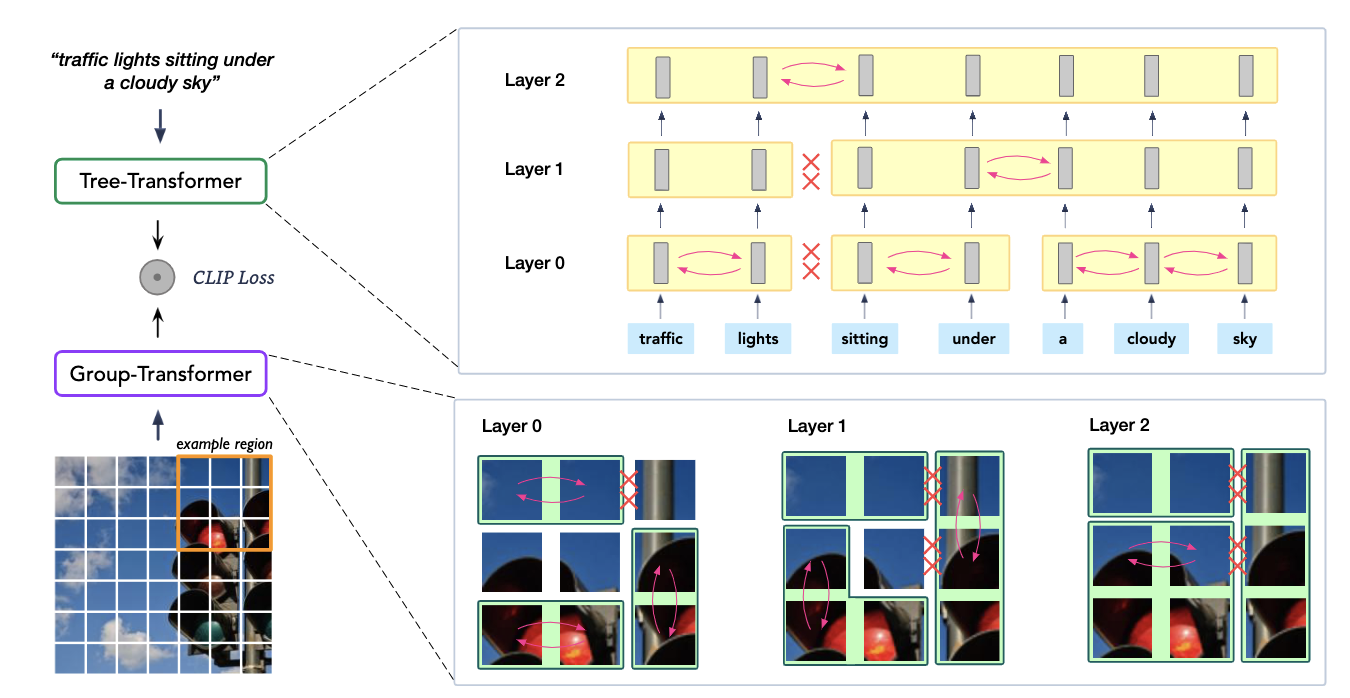 “traffic lights sitting under
a cloudy sky”
Tree-Transformer
CLIP Loss
Group-Transformer
example region
Layer 2
Layer 1
Layer 0
traffic lights sitting under a cloudy sky
Layer 0 Layer 1 Layer 2